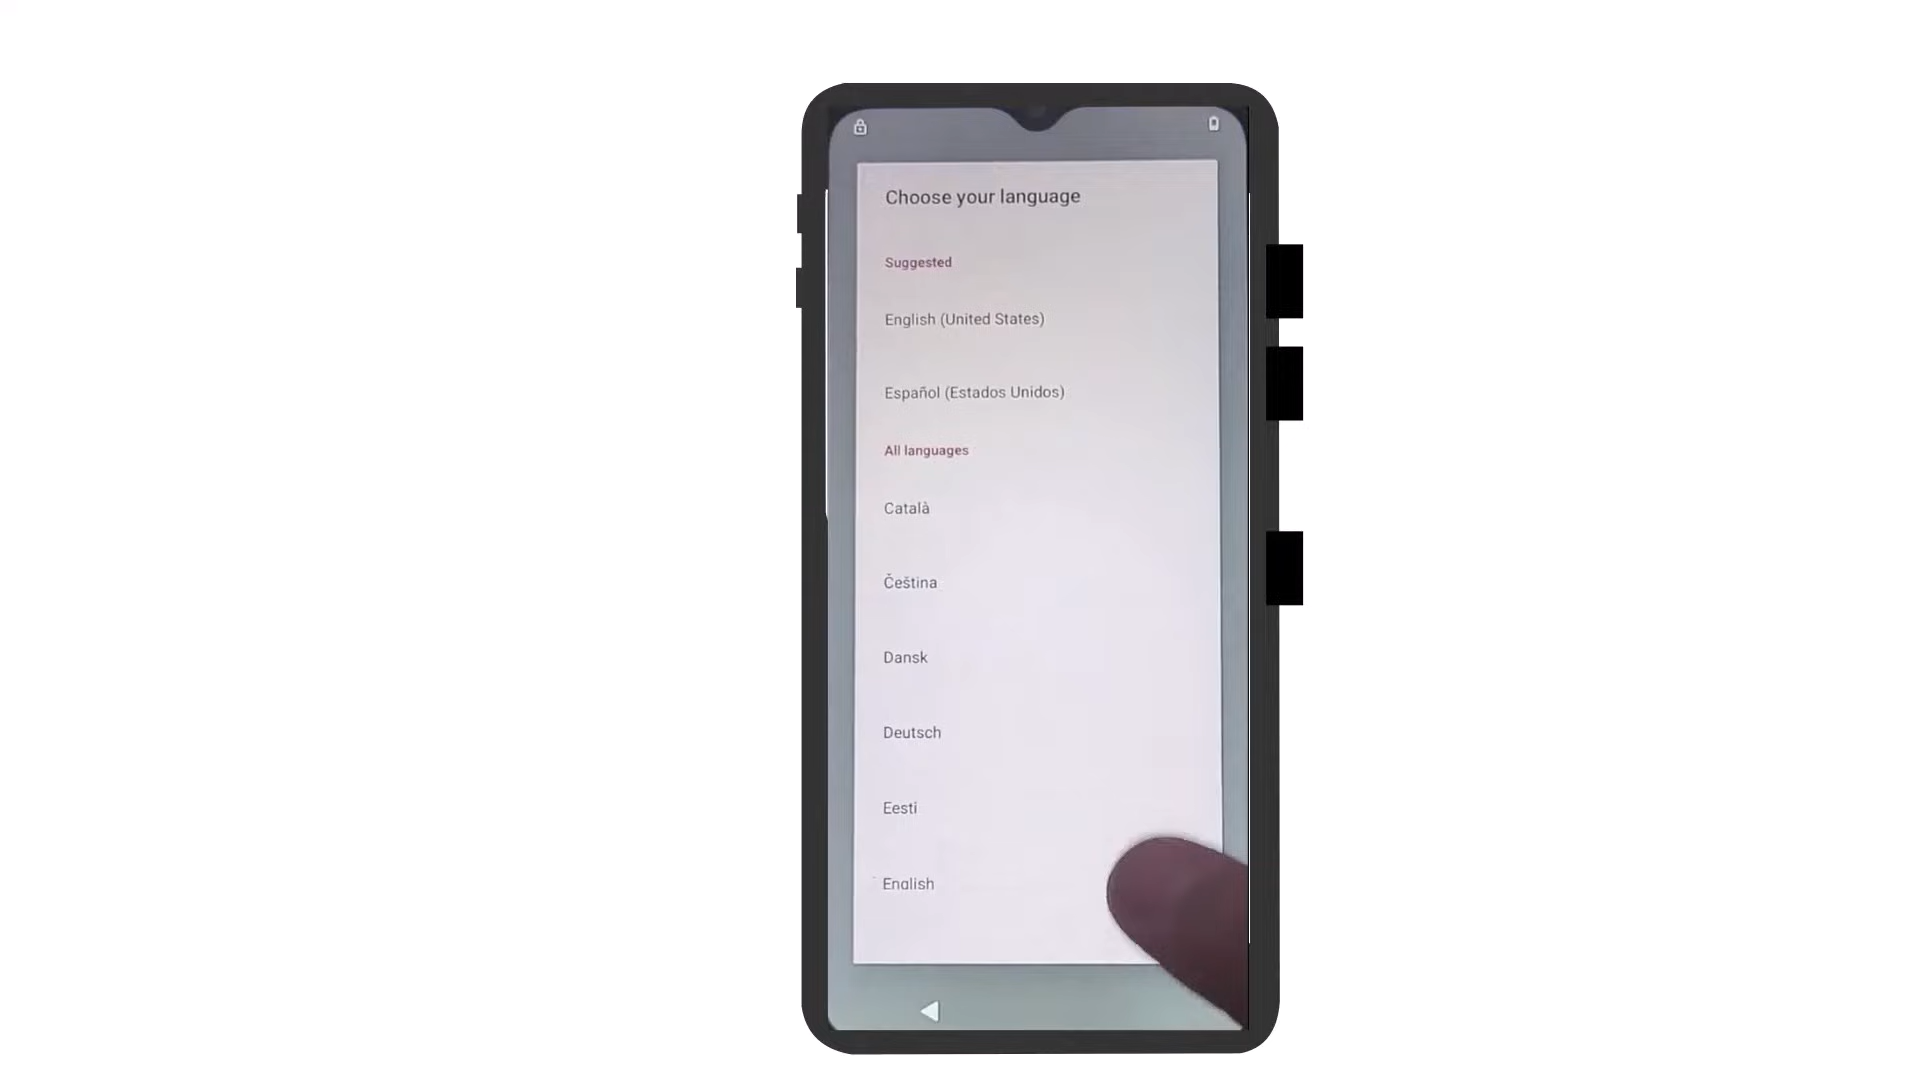 Choose your language
Suggested
English (United States)
Español (Estados Unidos)
All languages
Català
Čeština
Dansk
Deutsch
Eesti
English